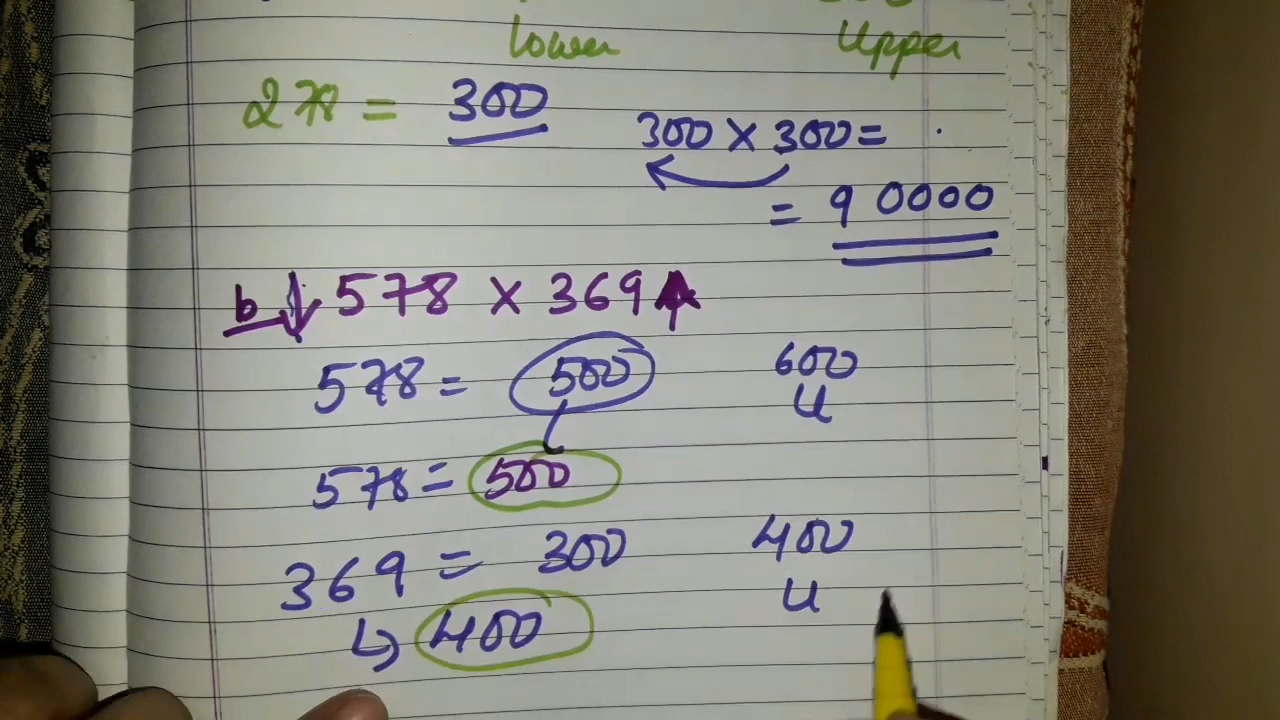 Lower Upper
278 = 300
300 × 300 =
= 90000
b ↓ 578 × 369 ↑
578 = 500 600
U
578 = 500
369 = 300 400
U
↳ 400